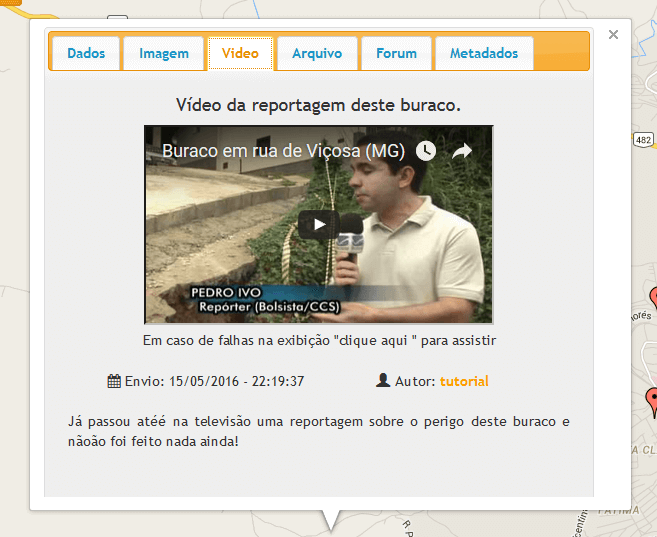 Dados Imagem Video Arquivo Forum Metadados
Vídeo da reportagem deste buraco.
Buraco em rua de Viçosa (MG)
PEDRO IVO
Repórter (Bolsista/CCS)
Em caso de falhas na exibição "clique aqui " para assistir
Envio: 15/05/2016 - 22:19:37 Autor: tutorial
Já passou atéé na televisão uma reportagem sobre o perigo deste buraco e
nãoão foi feito nada ainda!
482